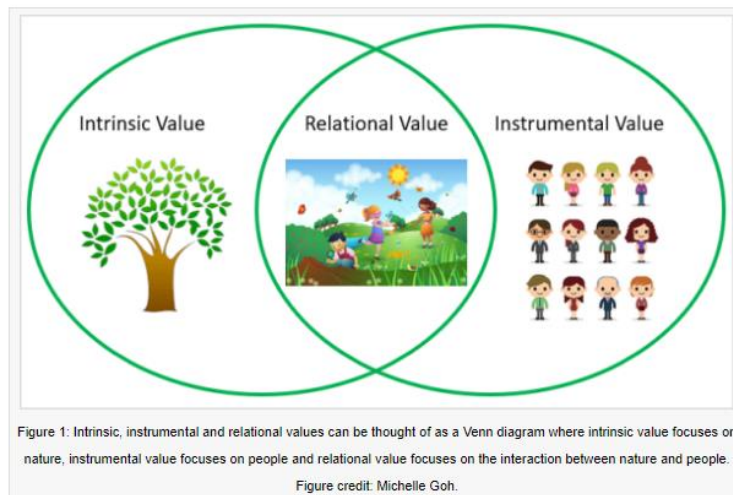 Intrinsic Value
Relational Value
Instrumental Value
Figure 1: Intrinsic, instrumental and relational values can be thought of as a Venn diagram where intrinsic value focuses on
nature, instrumental value focuses on people and relational value focuses on the interaction between nature and people.
Figure credit: Michelle Goh.